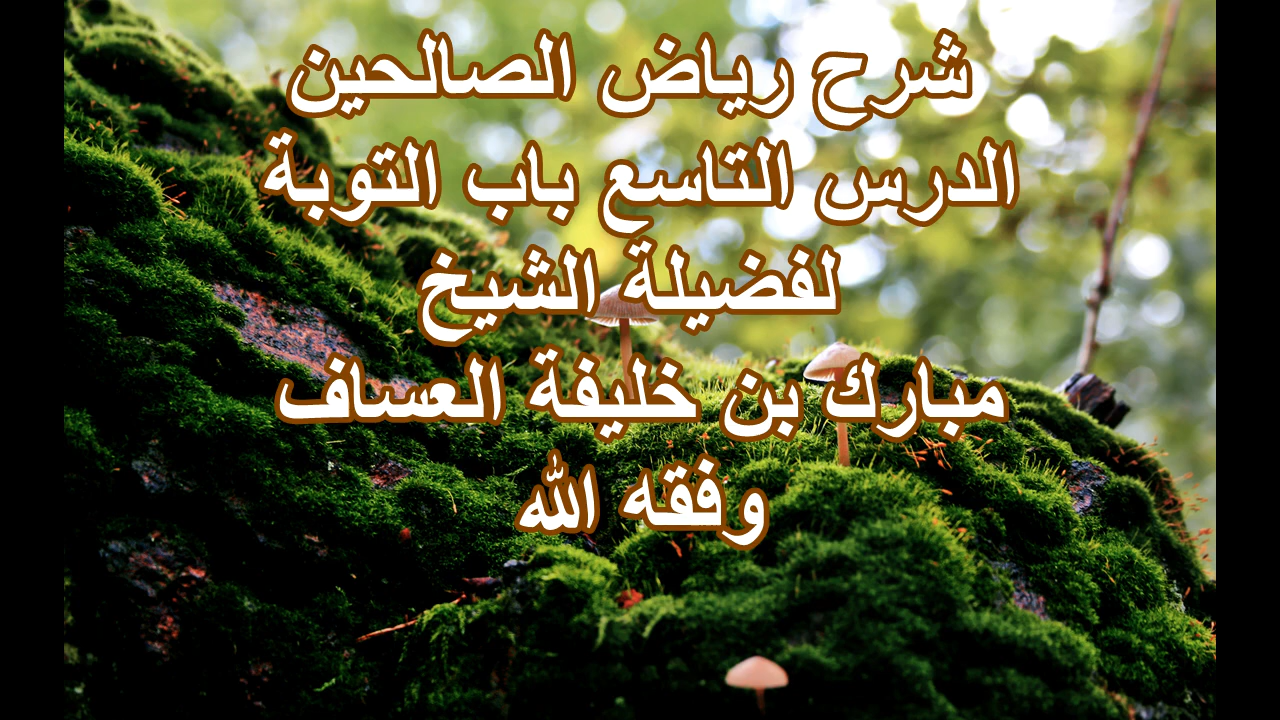 شرح رياض الصالحين
الدرس التاسع باب التوبة
لفضيلة الشيخ
مبارك بن خليفة العساف
وفقه الله